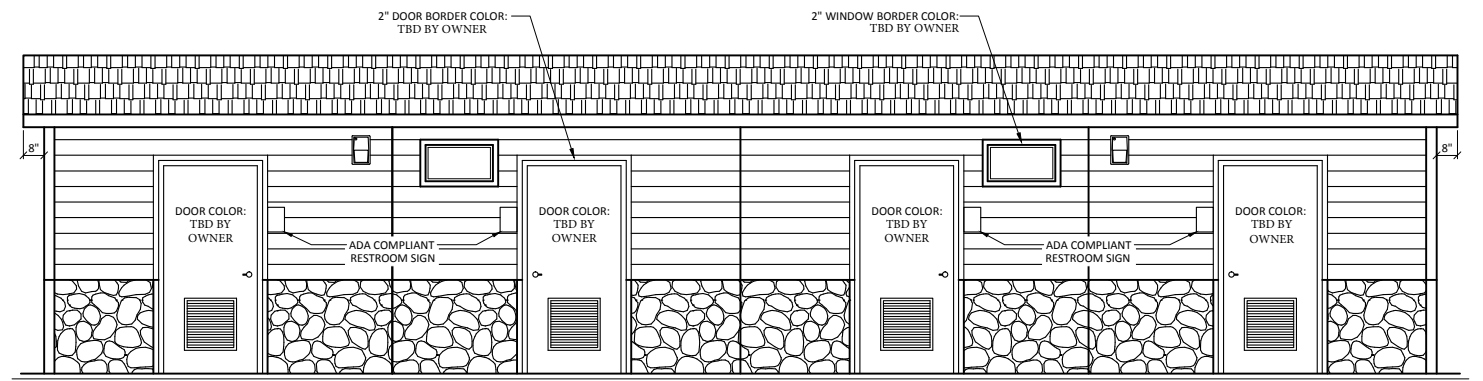 2" DOOR BORDER COLOR:
TBD BY OWNER
2" WINDOW BORDER COLOR:
TBD BY OWNER
8"
8"
DOOR COLOR:
TBD BY
OWNER
DOOR COLOR:
TBD BY
OWNER
DOOR COLOR:
TBD BY
OWNER
DOOR COLOR:
TBD BY
OWNER
ADA COMPLIANT
RESTROOM SIGN
ADA COMPLIANT
RESTROOM SIGN